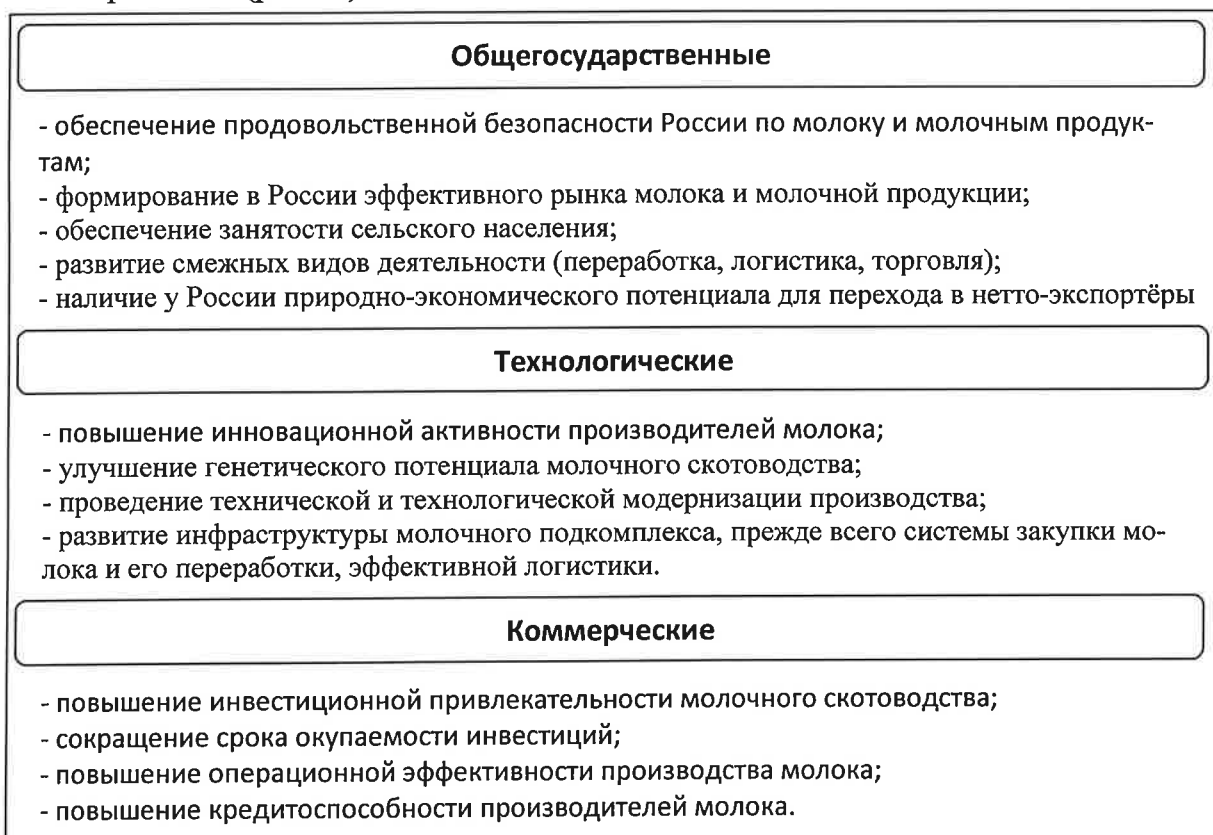 Общегосударственные
- обеспечение продовольственной безопасности России по молоку и молочным продук-
там;
- формирование в России эффективного рынка молока и молочной продукции;
- обеспечение занятости сельского населения;
- развитие смежных видов деятельности (переработка, логистика, торговля);
- наличие у России природно-экономического потенциала для перехода в нетто-экспортёры
Технологические
- повышение инновационной активности производителей молока;
- улучшение генетического потенциала молочного скотоводства;
- проведение технической и технологической модернизации производства;
- развитие инфраструктуры молочного подкомплекса, прежде всего системы закупки мо-
лока и его переработки, эффективной логистики.
Коммерческие
- повышение инвестиционной привлекательности молочного скотоводства;
- сокращение срока окупаемости инвестиций;
- повышение операционной эффективности производства молока;
- повышение кредитоспособности производителей молока.